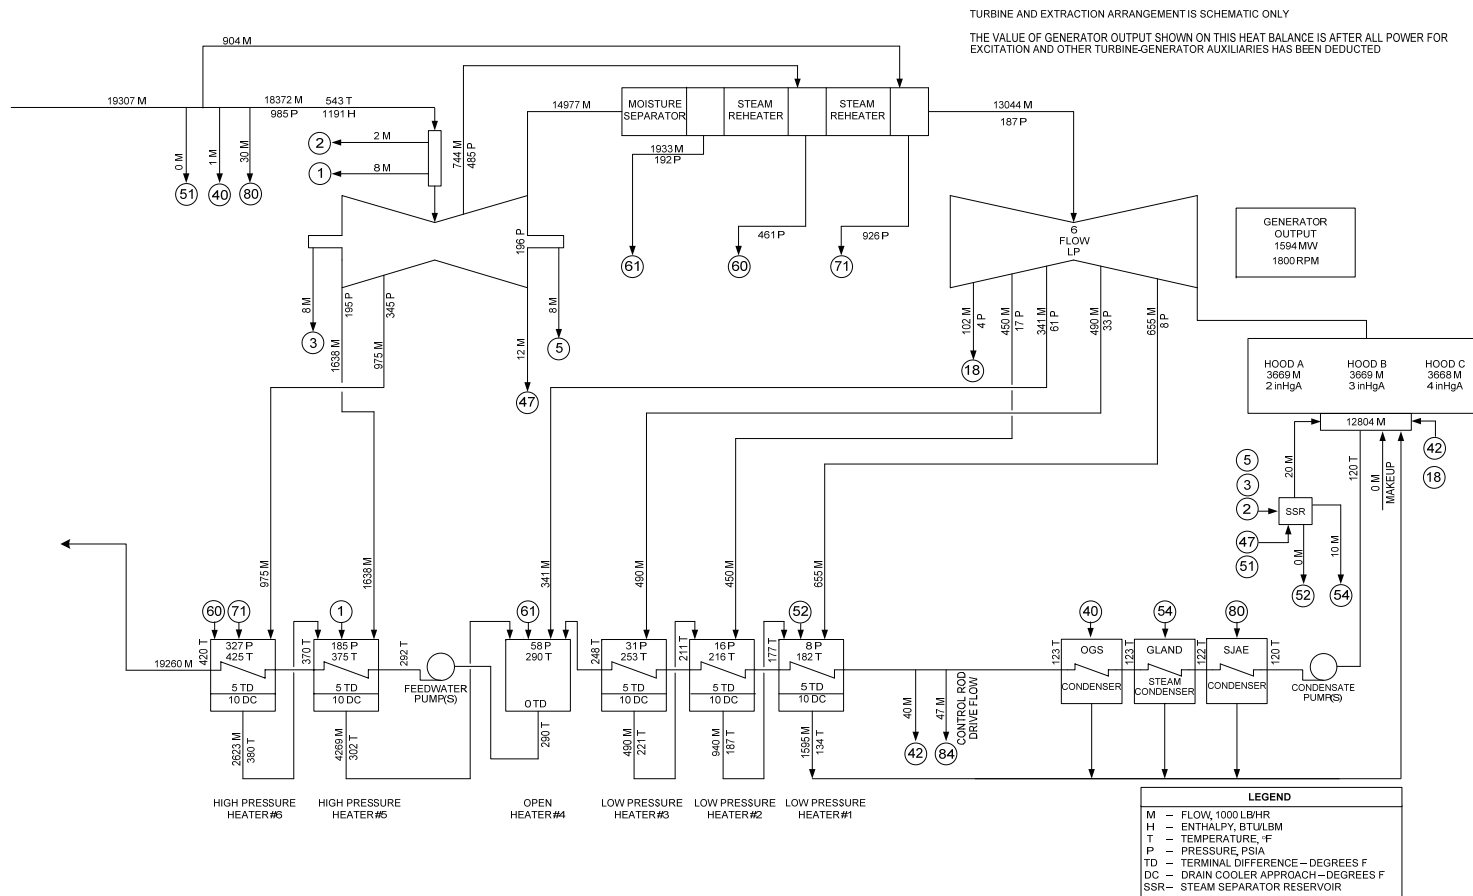 TURBINE AND EXTRACTION ARRANGEMENT IS SCHEMATIC ONLY
THE VALUE OF GENERATOR OUTPUT SHOWN ON THIS HEAT BALANCE IS AFTER ALL POWER FOR
EXCITATION AND OTHER TURBINE-GENERATOR AUXILIARIES HAS BEEN DEDUCTED
904 M
19307 M
18372 M 543 T
985 P 1191 H
0 M
1 M
30 M
51
40
80
2
2 M
1
8 M
744 M
485 P
14977 M
MOISTURE
SEPARATOR
STEAM
REHEATER
STEAM
REHEATER
13044 M
187 P
1933 M
192 P
461 P
926 P
61
60
71
196 P
6
FLOW
LP
GENERATOR
OUTPUT
1594 MW
1800 RPM
8 M
3
1638 M
195 P
975 M
345 P
12 M
47
8 M
5
102 M
4 P
18
450 M
17 P
341 M
61 P
490 M
33 P
655 M
8 P
HOOD A
3669 M
2 inHgA
HOOD B
3669 M
3 inHgA
HOOD C
3668 M
4 inHgA
12804 M
20 M
120 T
0 M
MAKEUP
42
18
5
3
2
47
51
SSR
0 M
10 M
52
54
975 M
1638 M
341 M
490 M
450 M
655 M
60
71
1
61
52
40
54
80
19260 M
420 T
327 P
425 T
5 TD
10 DC
370 T
185 P
375 T
5 TD
10 DC
292 T
FEEDWATER
PUMP(S)
58 P
290 T
0 TD
290 T
248 T
31 P
253 T
5 TD
10 DC
211 T
16 P
216 T
5 TD
10 DC
177 T
8 P
182 T
5 TD
10 DC
40 M
42
47 M
84
CONTROL ROD
DRIVE FLOW
123 T
OGS
CONDENSER
123 T
GLAND
STEAM
CONDENSER
122 T
SJAE
CONDENSER
120 T
CONDENSATE
PUMP(S)
2623 M
380 T
4269 M
302 T
490 M
221 T
940 M
187 T
1595 M
134 T
HIGH PRESSURE
HEATER #6
HIGH PRESSURE
HEATER #5
OPEN
HEATER #4
LOW PRESSURE
HEATER #3
LOW PRESSURE
HEATER #2
LOW PRESSURE
HEATER #1
LEGEND
M – FLOW, 1000 LB/HR
H – ENTHALPY, BTU/LBM
T – TEMPERATURE, °F
P – PRESSURE, PSIA
TD – TERMINAL DIFFERENCE – DEGREES F
DC – DRAIN COOLER APPROACH – DEGREES F
SSR – STEAM SEPARATOR RESERVOIR